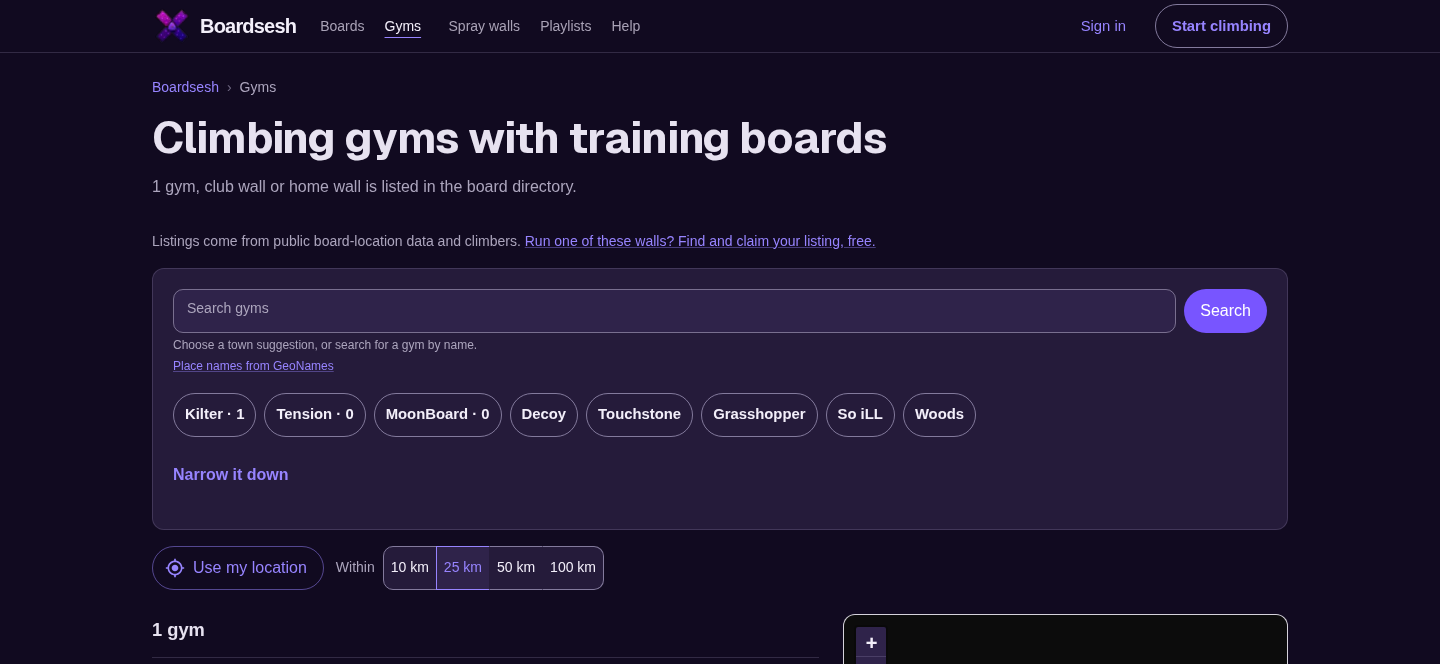 Boardsesh Boards Gyms Spray walls Playlists Help Sign in Start climbing
Boardsesh › Gyms
Climbing gyms with training boards
1 gym, club wall or home wall is listed in the board directory.
Listings come from public board-location data and climbers. Run one of these walls? Find and claim your listing, free.
Search gyms Search
Choose a town suggestion, or search for a gym by name.
Place names from GeoNames
Kilter · 1 Tension · 0 MoonBoard · 0 Decoy Touchstone Grasshopper So iLL Woods
Narrow it down
Use my location Within 10 km 25 km 50 km 100 km
1 gym
+